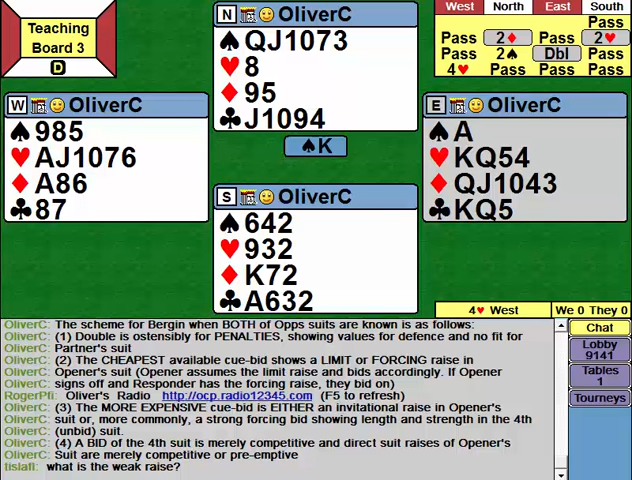 Teaching
Board 3
D
N OliverC
♠QJ1073
♥8
♦95
♣J1094
West North East South
Pass
Pass 2♦ Pass 2♥
Pass 2♠ Dbl Pass
4♥ Pass Pass Pass
W OliverC
♠985
♥AJ1076
♦A86
♣87
♠K
E OliverC
♠A
♥KQ54
♦QJ1043
♣KQ5
S OliverC
♠642
♥932
♦K72
♣A632
4♥ West We 0 They 0
OliverC: The scheme for Bergin when BOTH of Opps suits are known is as follows:
OliverC: (1) Double is ostensibly for PENALTIES, showing values for defence and no fit for
Partner's suit
OliverC: (2) The CHEAPEST available cue-bid shows a LIMIT or FORCING raise in
Opener's suit (Opener assumes the limit raise and bids accordingly. If Opener
signs off and Responder has the forcing raise, they bid on)
RogerPfi: Oliver's Radio http://ocp.radio12345.com (F5 to refresh)
OliverC: (3) The MORE EXPENSIVE cue-bid is EITHER an invitational raise in Opener's
OliverC: suit or, more commonly, a strong forcing bid showing length and strength in the 4th
OliverC: (unbid) suit.
OliverC: (4) A BID of the 4th suit is merely competitive and direct suit raises of Opener's
OliverC: Suit are merely competitive or pre-emptive
tislafl: what is the weak raise?
Chat
Lobby
9141
Tables
1
Tourneys